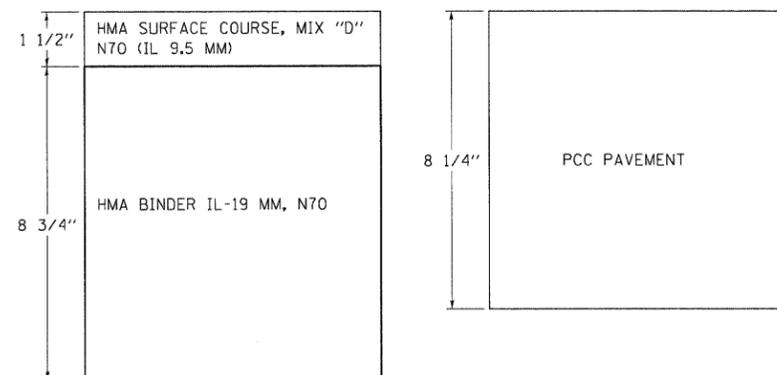 1 1/2"
HMA SURFACE COURSE, MIX "D"
N70 (IL 9.5 MM)
8 3/4"
HMA BINDER IL-19 MM, N70
8 1/4"
PCC PAVEMENT